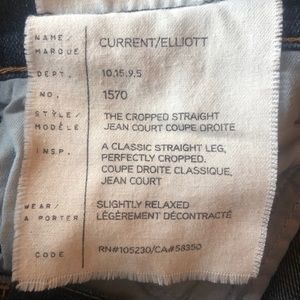 NAME/ CURRENT/ELLIOTT
MARQUE
DEPT. 10.15.9.5
NO. 1570
STYLE/ THE CROPPED STRAIGHT
MODÈLE JEAN COURT COUPE DROITE
INSP. A CLASSIC STRAIGHT LEG,
PERFECTLY CROPPED.
COUPE DROITE CLASSIQUE,
JEAN COURT
WEAR/ SLIGHTLY RELAXED
A PORTER LÉGÈREMENT DÉCONTRACTÉ
CODE RN#105230/CA#58350